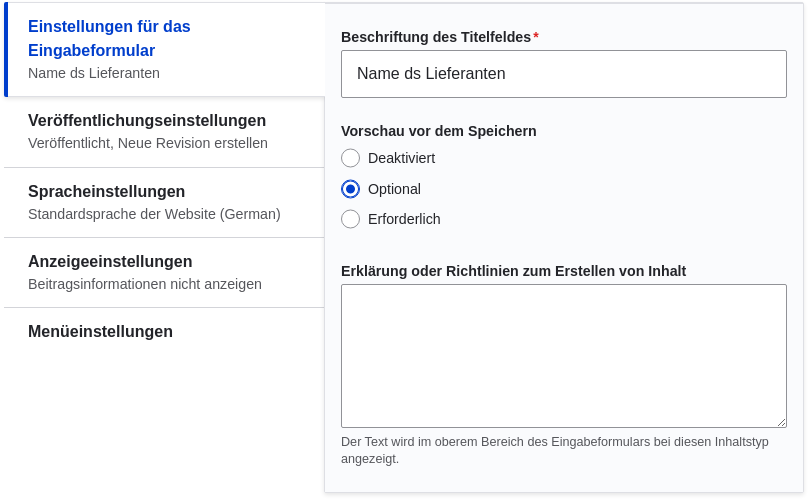 Einstellungen für das
Eingabeformular
Name ds Lieferanten
Veröffentlichungseinstellungen
Veröffentlicht, Neue Revision erstellen
Spracheinstellungen
Standardsprache der Website (German)
Anzeigeeinstellungen
Beitragsinformationen nicht anzeigen
Menüeinstellungen
Beschriftung des Titelfeldes*
Name ds Lieferanten
Vorschau vor dem Speichern
Deaktiviert
Optional
Erforderlich
Erklärung oder Richtlinien zum Erstellen von Inhalt
Der Text wird im oberem Bereich des Eingabeformulars bei diesen Inhaltstyp
angezeigt.